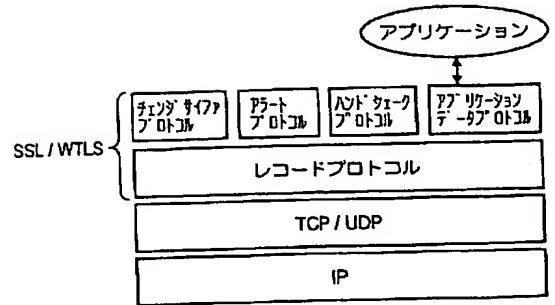 アプリケーション
チェンジサイファ
プロトコル
アラート
プロトコル
ハンドシェーク
プロトコル
アプリケーション
データプロトコル
SSL / WTLS
レコードプロトコル
TCP / UDP
IP